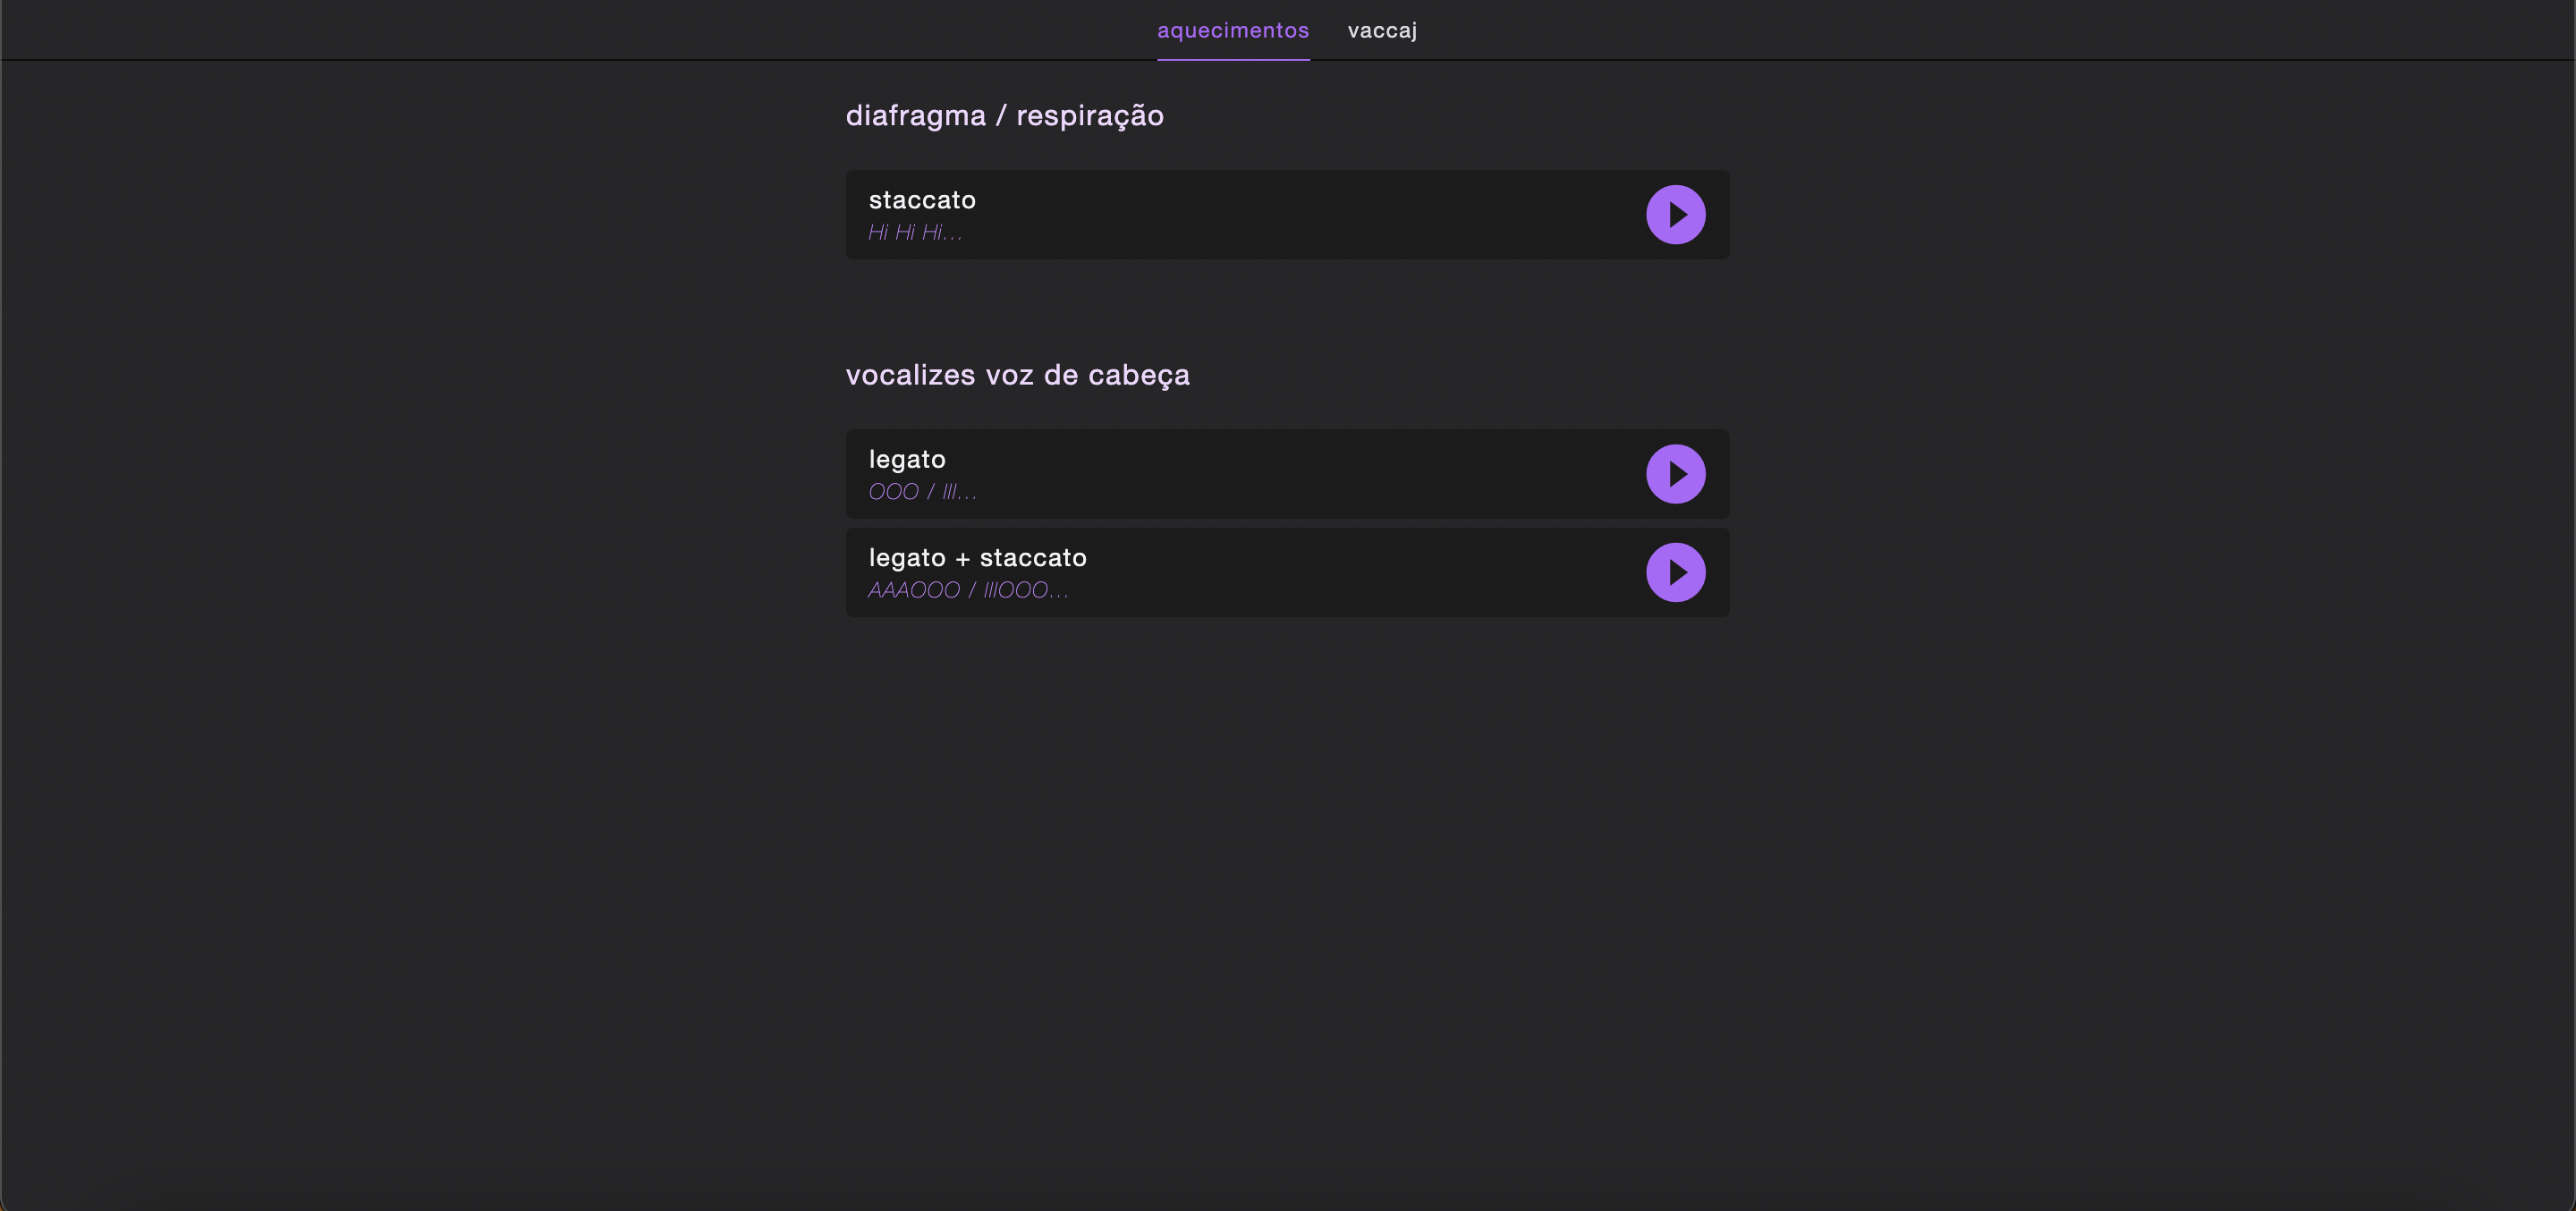 aquecimentos vaccaj
diafragma / respiração
staccato
Hi Hi Hi...
vocalizes voz de cabeça
legato
OOO / III...
legato + staccato
AAAOOO / IIIOOO...